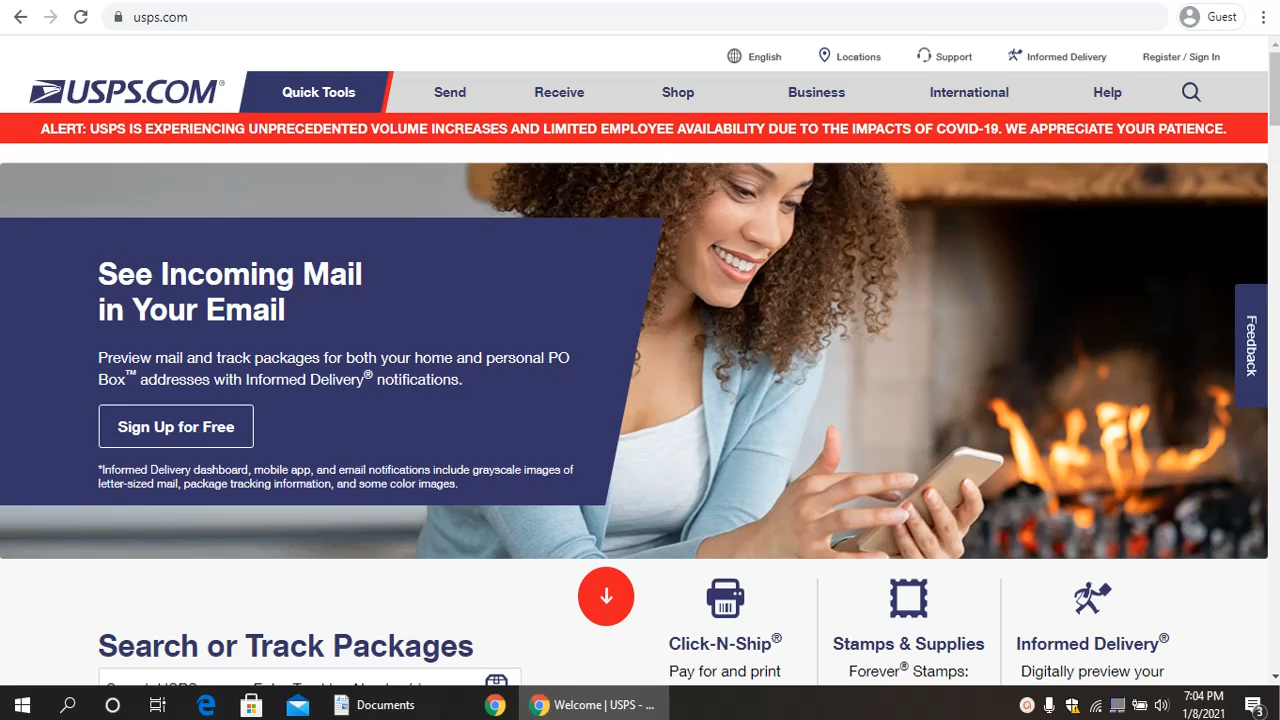 usps.com
Guest
English
Locations
Support
Informed Delivery
Register / Sign In
USPS.COM®
Quick Tools
Send
Receive
Shop
Business
International
Help
ALERT: USPS IS EXPERIENCING UNPRECEDENTED VOLUME INCREASES AND LIMITED EMPLOYEE AVAILABILITY DUE TO THE IMPACTS OF COVID-19. WE APPRECIATE YOUR PATIENCE.
See Incoming Mail
in Your Email
Preview mail and track packages for both your home and personal PO
Box™ addresses with Informed Delivery® notifications.
Sign Up for Free
*Informed Delivery dashboard, mobile app, and email notifications include grayscale images of
letter-sized mail, package tracking information, and some color images.
Feedback
Search or Track Packages
Click-N-Ship®
Pay for and print
Stamps & Supplies
Forever® Stamps:
Informed Delivery®
Digitally preview your
Documents
Welcome | USPS - ...
7:04 PM
1/8/2021
3